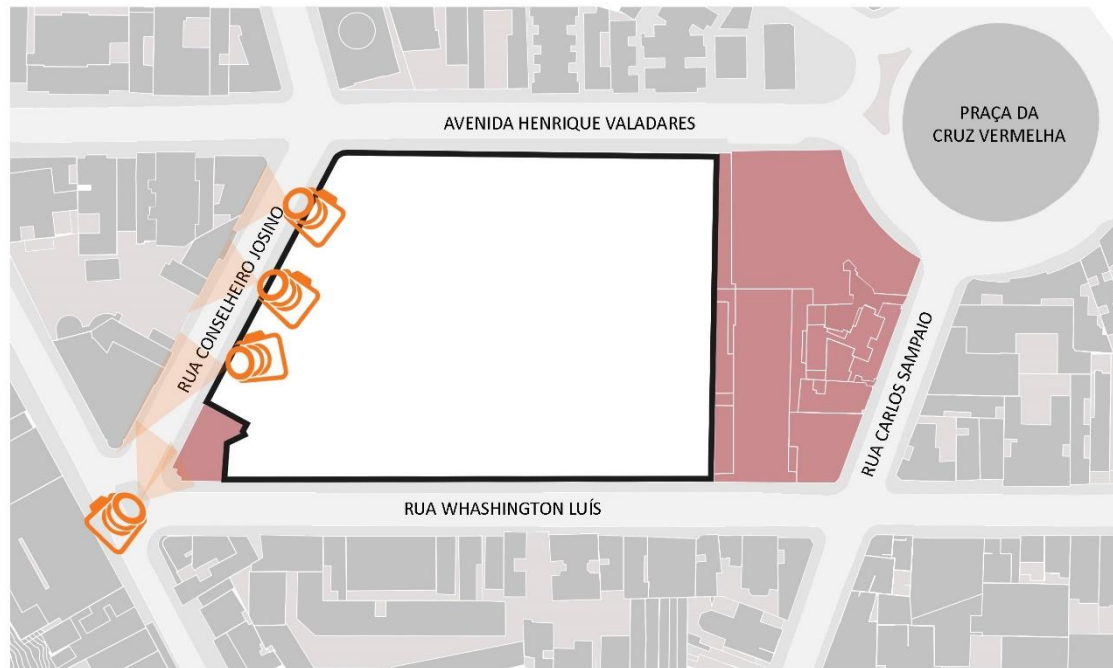 AVENIDA HENRIQUE VALADARES
PRAÇA DA
CRUZ VERMELHA
RUA CONSELHEIRO JOSINO
RUA CARLOS SAMPAIO
RUA WHASHINGTON LUÍS